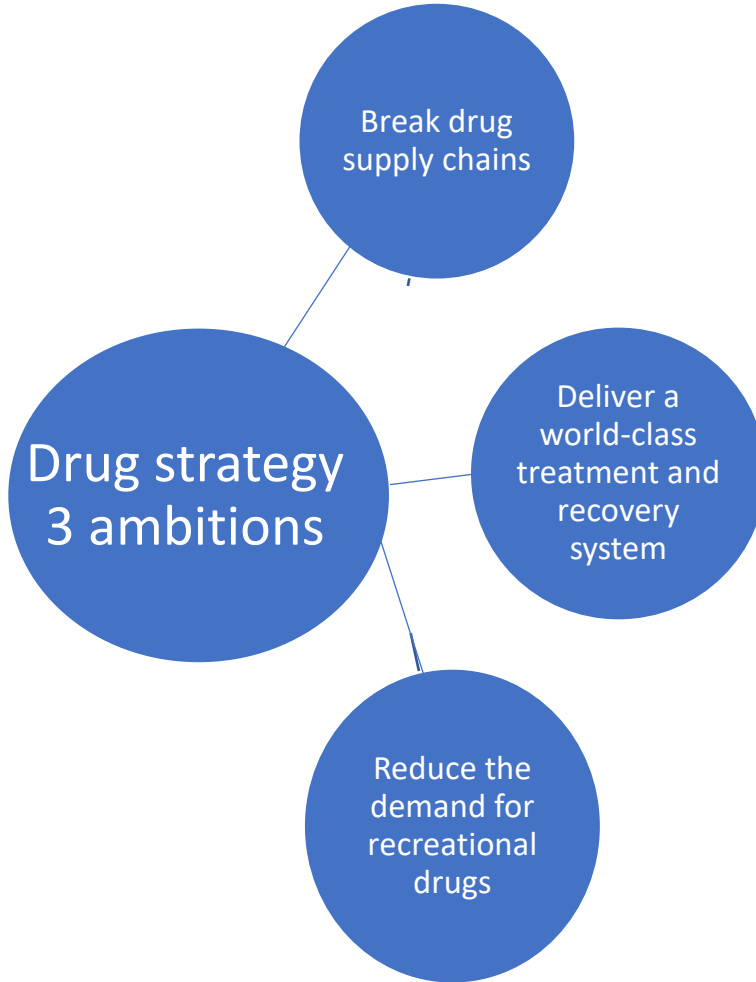 Break drug
supply chains
Drug strategy
3 ambitions
Deliver a
world-class
treatment and
recovery
system
Reduce the
demand for
recreational
drugs